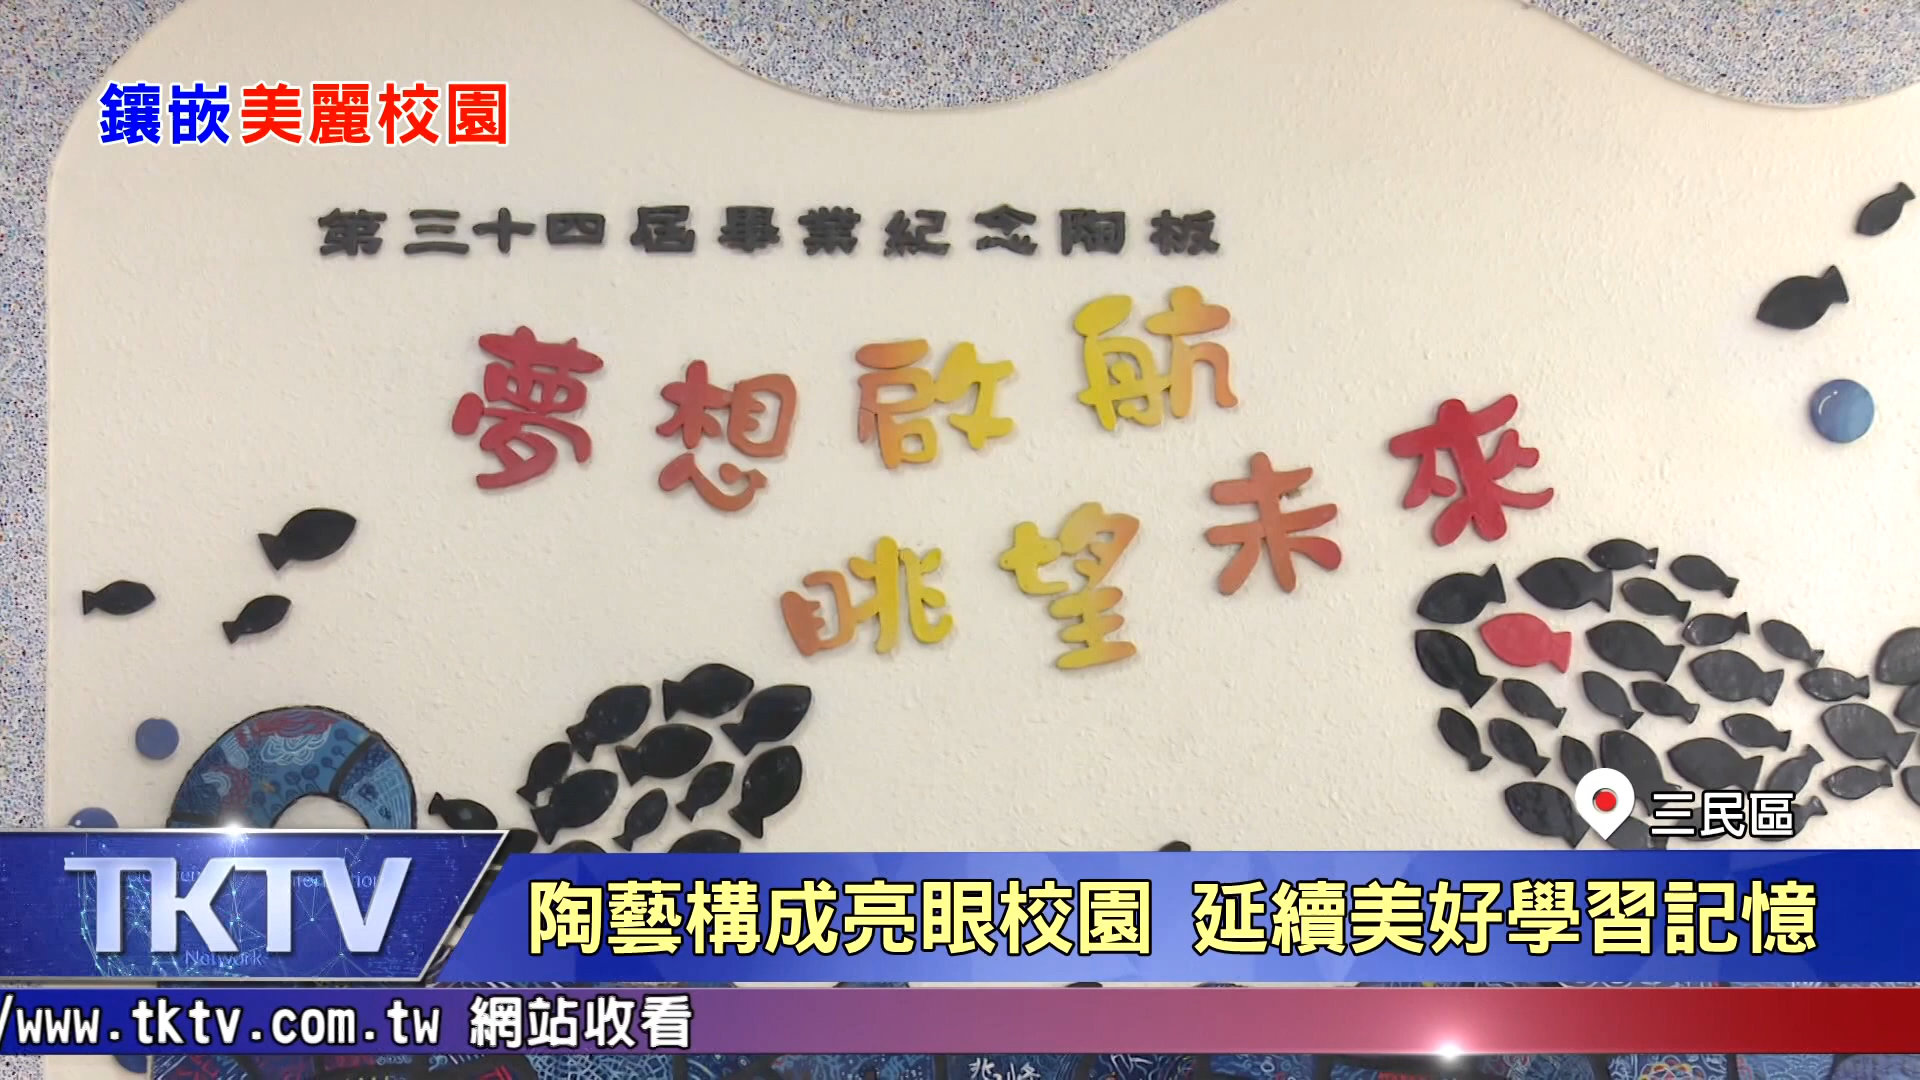 鑲嵌美麗校園
第三十四屆畢業紀念陶板
夢想啟航
眺望未來
三民區
TKTV
Network
陶藝構成亮眼校園 延續美好學習記憶
/www.tktv.com.tw 網站收看